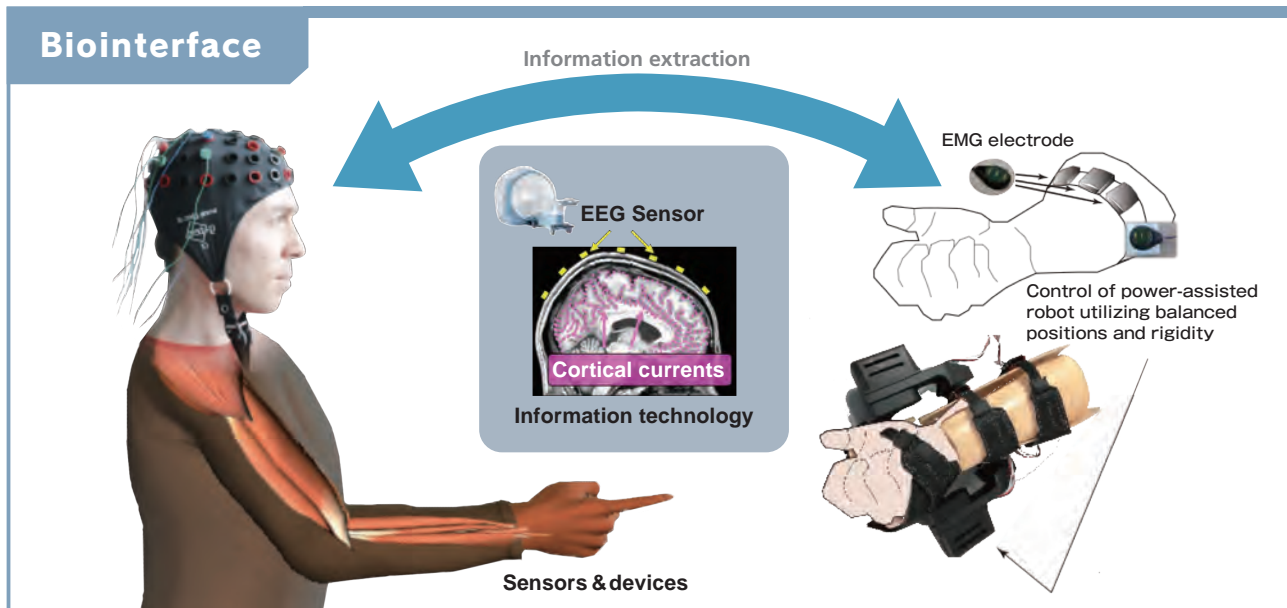 Biointerface
Information extraction
EMG electrode
EEG Sensor
Cortical currents
Information technology
Control of power-assisted
robot utilizing balanced
positions and rigidity
Sensors & devices